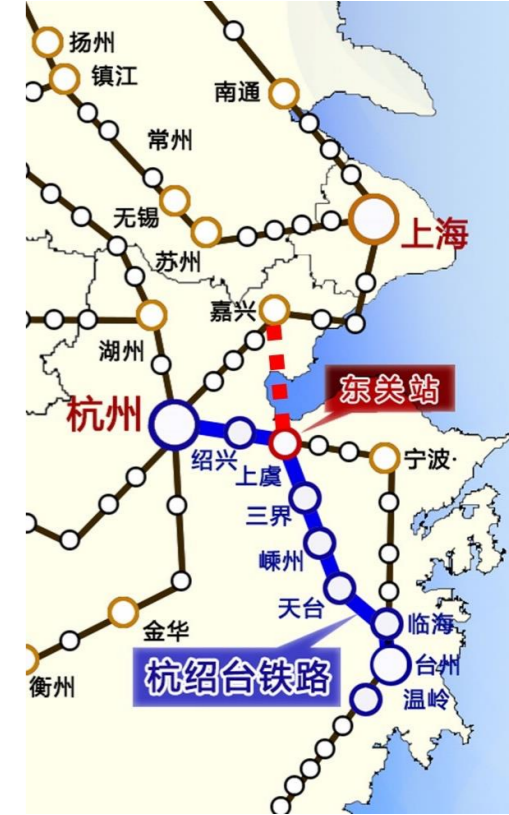 扬州
镇江
南通
常州
无锡
苏州
上海
嘉兴
湖州
东关站
杭州
绍兴
上虞
宁波·
三界
嵊州
天台
临海
金华
杭绍台铁路
台州
衡州
温岭